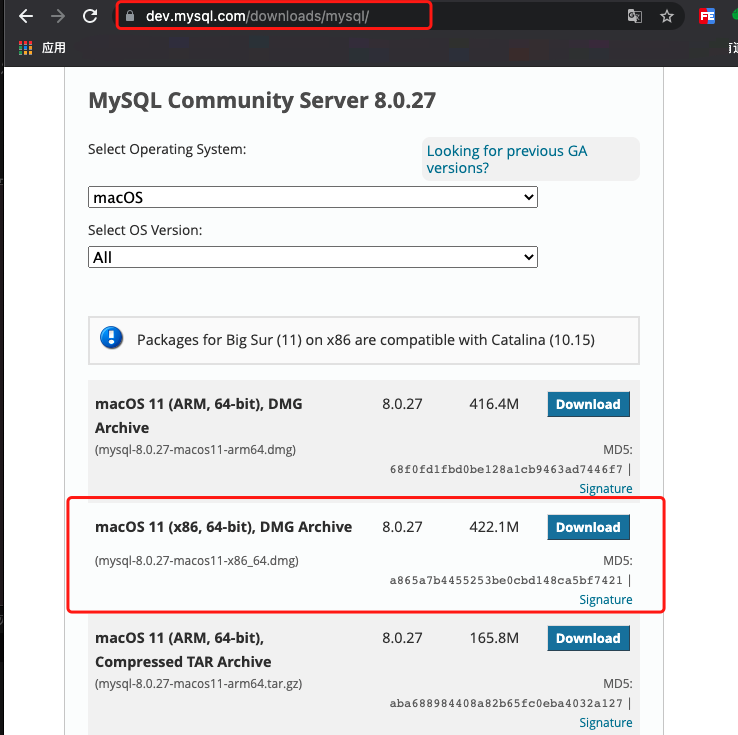 dev.mysql.com/downloads/mysql/
FE
应用
MySQL Community Server 8.0.27
Select Operating System:
Looking for previous GA
versions?
macOS
Select OS Version:
All
Packages for Big Sur (11) on x86 are compatible with Catalina (10.15)
macOS 11 (ARM, 64-bit), DMG
Archive
8.0.27 416.4M Download
(mysql-8.0.27-macos11-arm64.dmg)
MD5:
68f0fd1fbd0be128a1cb9463ad7446f7 |
Signature
macOS 11 (x86, 64-bit), DMG Archive 8.0.27 422.1M Download
(mysql-8.0.27-macos11-x86_64.dmg)
MD5:
a865a7b4455253be0cbd148ca5bf7421 |
Signature
macOS 11 (ARM, 64-bit),
Compressed TAR Archive
8.0.27 165.8M Download
(mysql-8.0.27-macos11-arm64.tar.gz)
MD5:
aba688984408a82b65fc0eba4032a127 |
Signature